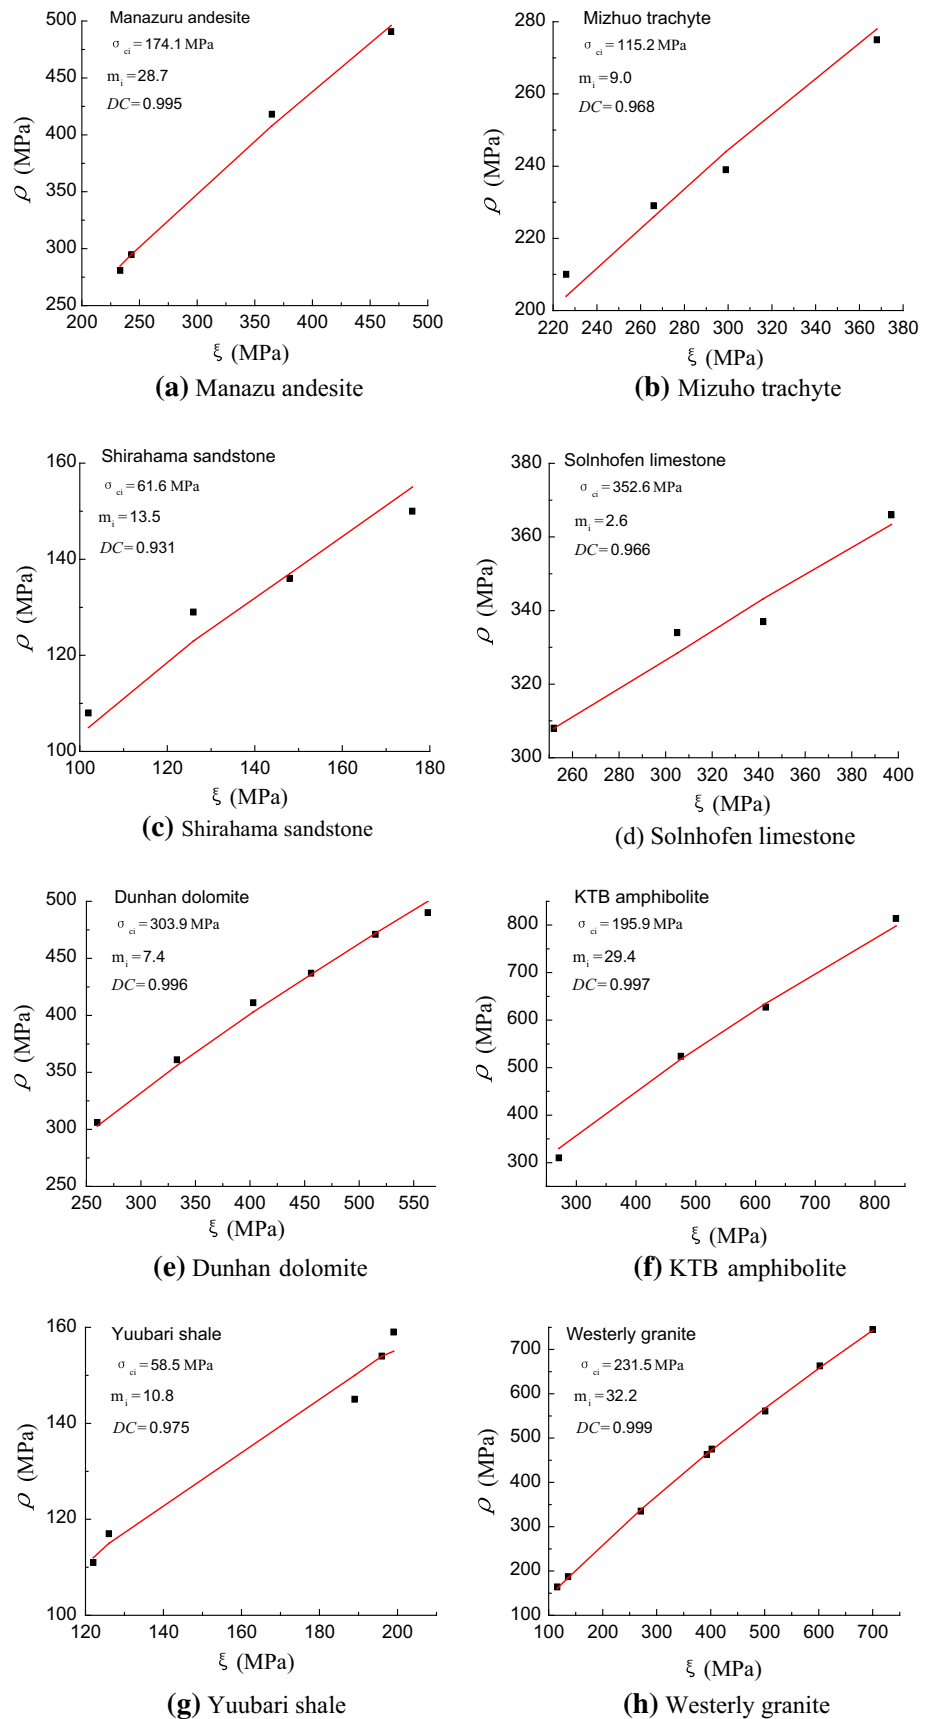 Manazuru andesite
σci=174.1 MPa
mi=28.7
DC=0.995
500
450
400
350
300
250
200 250 300 350 400 450 500
ρ (MPa)
ξ (MPa)
(a) Manazu andesite
Mizhuo trachyte
σci=115.2 MPa
mi=9.0
DC=0.968
280
260
240
220
200
220 240 260 280 300 320 340 360 380
ρ (MPa)
ξ (MPa)
(b) Mizuho trachyte
Shirahama sandstone
σci=61.6 MPa
mi=13.5
DC=0.931
160
140
120
100
100 120 140 160 180
ρ (MPa)
ξ (MPa)
(c) Shirahama sandstone
Solnhofen limestone
σci=352.6 MPa
mi=2.6
DC=0.966
380
360
340
320
300
260 280 300 320 340 360 380 400
ρ (MPa)
ξ (MPa)
(d) Solnhofen limestone
Dunhan dolomite
σci=303.9 MPa
mi=7.4
DC=0.996
500
450
400
350
300
250
250 300 350 400 450 500 550
ρ (MPa)
ξ (MPa)
(e) Dunhan dolomite
KTB amphibolite
σci=195.9 MPa
mi=29.4
DC=0.997
800
700
600
500
400
300
300 400 500 600 700 800
ρ (MPa)
ξ (MPa)
(f) KTB amphibolite
Yuubari shale
σci=58.5 MPa
mi=10.8
DC=0.975
160
140
120
100
120 140 160 180 200
ρ (MPa)
ξ (MPa)
(g) Yuubari shale
Westerly granite
σci=231.5 MPa
mi=32.2
DC=0.999
700
600
500
400
300
200
100
100 200 300 400 500 600 700
ρ (MPa)
ξ (MPa)
(h) Westerly granite